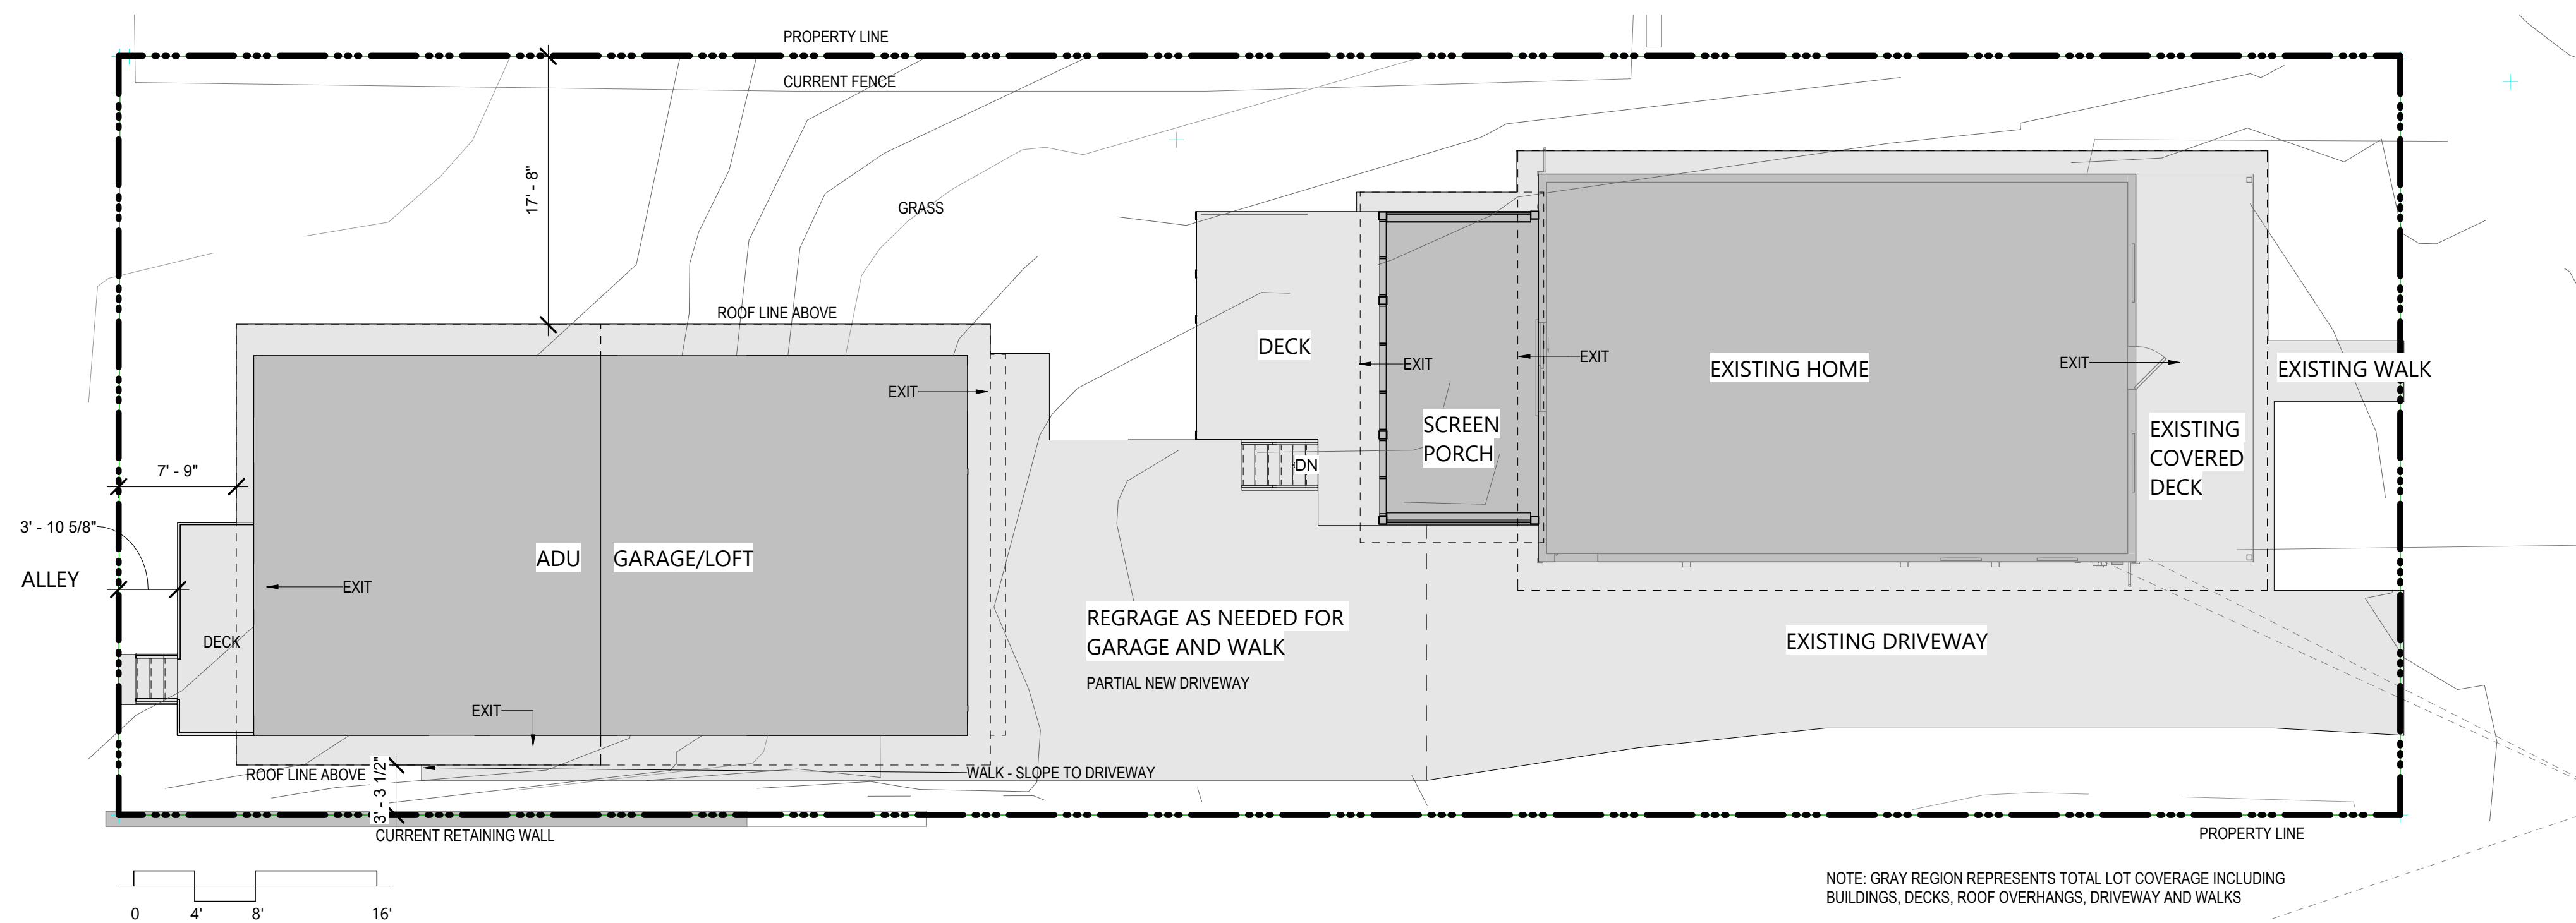 PROPERTY LINE
CURRENT FENCE
17' - 8"
GRASS
ROOF LINE ABOVE
DECK
EXIT
EXIT
EXISTING HOME
EXIT
EXISTING WALK
EXIT
SCREEN
PORCH
EXISTING
COVERED
DECK
7' - 9"
DN
3' - 10 5/8"
ALLEY
ADU
GARAGE/LOFT
EXIT
DECK
REGRAGE AS NEEDED FOR
GARAGE AND WALK
EXISTING DRIVEWAY
PARTIAL NEW DRIVEWAY
EXIT
ROOF LINE ABOVE
3' - 3 1/2"
WALK - SLOPE TO DRIVEWAY
CURRENT RETAINING WALL
PROPERTY LINE
NOTE: GRAY REGION REPRESENTS TOTAL LOT COVERAGE INCLUDING
BUILDINGS, DECKS, ROOF OVERHANGS, DRIVEWAY AND WALKS
0 4' 8' 16'